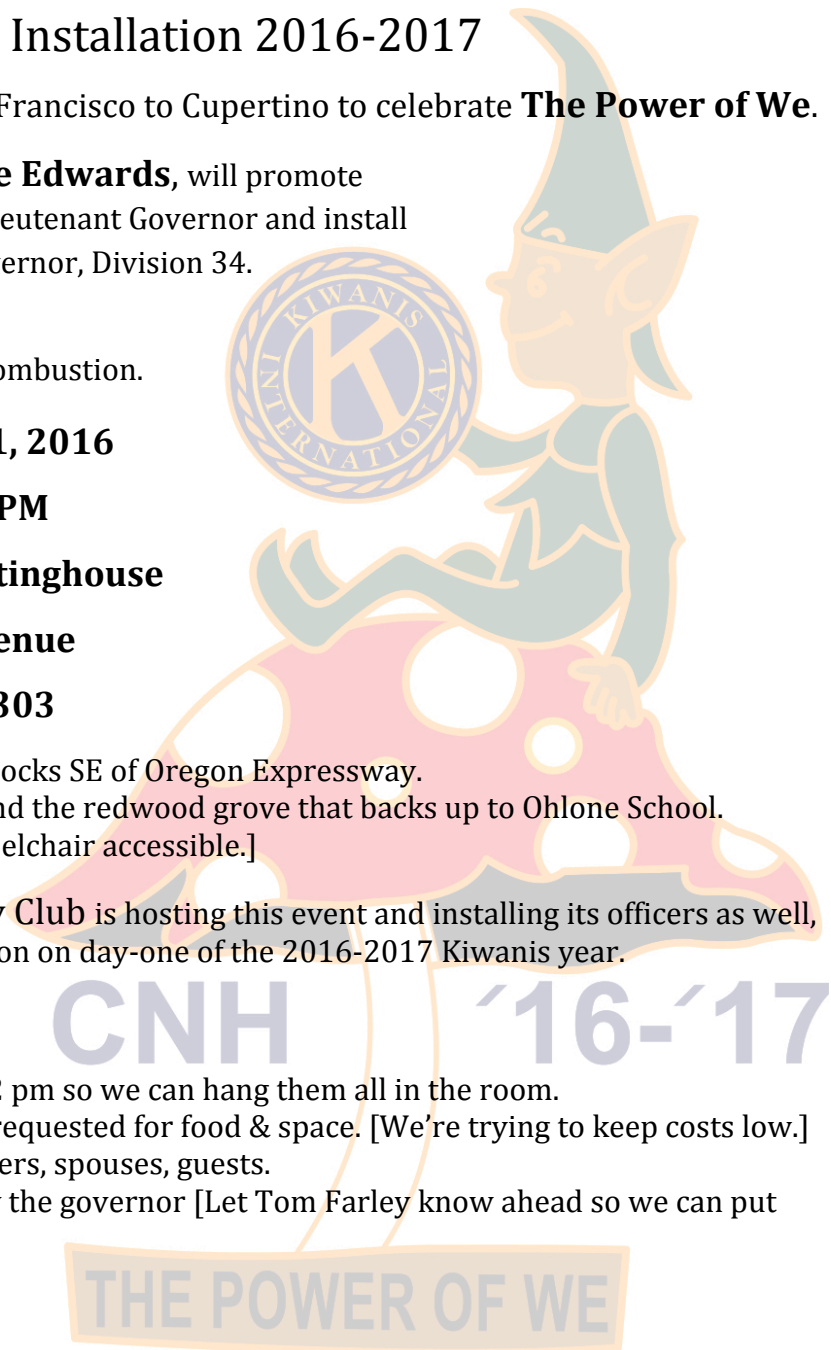 Installation 2016-2017
Francisco to Cupertino to celebrate The Power of We.
e Edwards, will promote
eutenant Governor and install
ernor, Division 34.
KIWANIS
INTERNATIONAL
K
ombustion.
1, 2016
PM
tinghouse
enue
303
ocks SE of Oregon Expressway.
nd the redwood grove that backs up to Ohlone School.
elchair accessible.]
y Club is hosting this event and installing its officers as well,
on on day-one of the 2016-2017 Kiwanis year.
CNH ´16-´17
2 pm so we can hang them all in the room.
requested for food & space. [We’re trying to keep costs low.]
ers, spouses, guests.
y the governor [Let Tom Farley know ahead so we can put
THE POWER OF WE